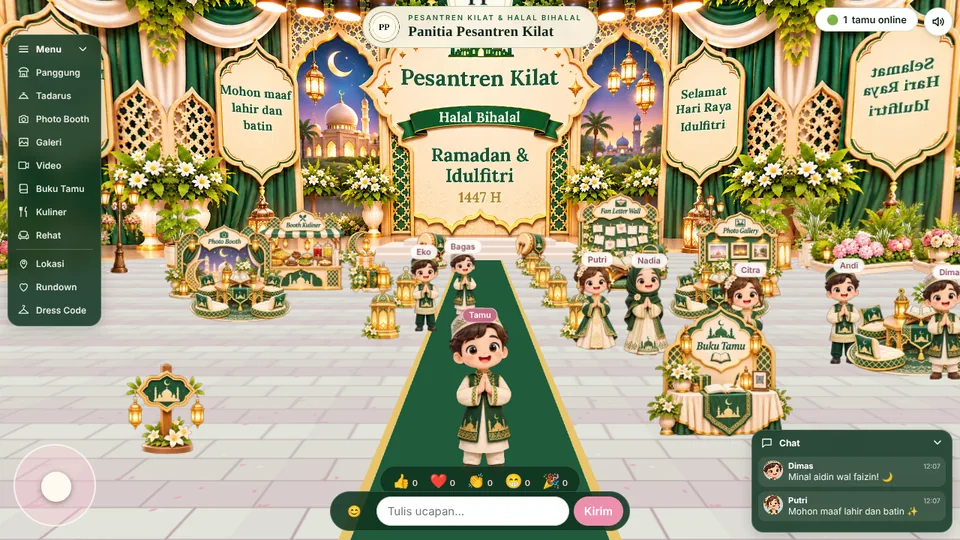 PP
PESANTREN KILAT & HALAL BIHALAL
Panitia Pesantren Kilat
1 tamu online
Menu
Panggung
Tadarus
Photo Booth
Galeri
Video
Buku Tamu
Kuliner
Rehat
Lokasi
Rundown
Dress Code
Mohon maaf
lahir dan
batin
Pesantren Kilat
Halal Bihalal
Ramadan &
Idulfitri
1447 H
Selamat
Hari Raya
Idulfitri
Selamat
Hari Raya
Idulfitri
Photo Booth
Booth Kuliner
Fan Letter Wall
Photo Gallery
Eko
Bagas
Putri
Nadia
Citra
Andi
Dima
Tamu
Buku Tamu
👍 0 ❤️ 0 👏 0 😁 0 🎉 0
Tulis ucapan...
Kirim
Chat
Dimas 12:07
Minal aidin wal faizin! 🌙
Putri 12:07
Mohon maaf lahir dan batin ✨